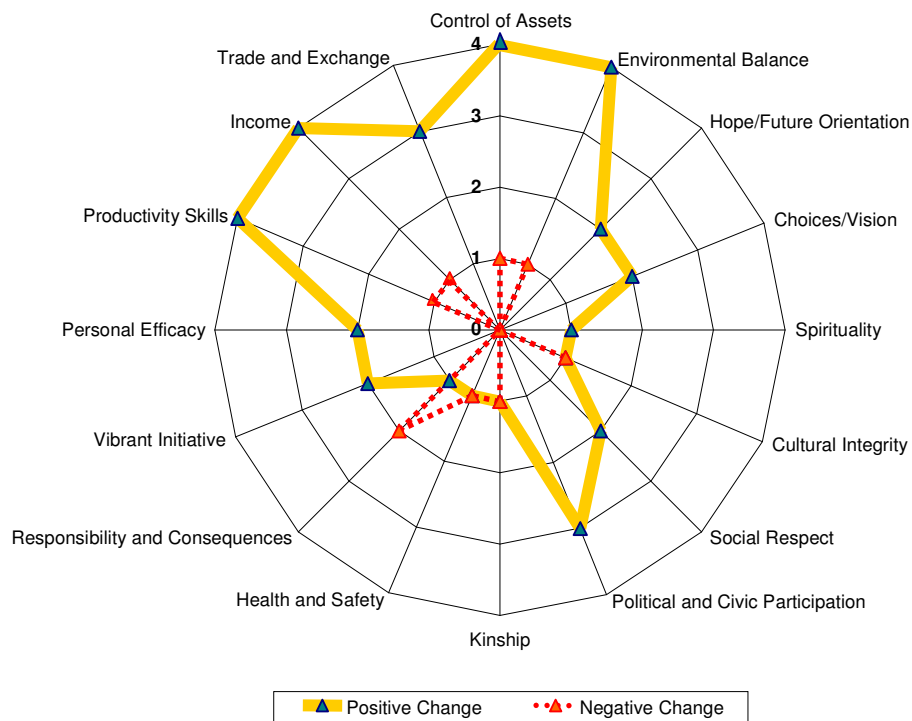 Control of Assets
4
Trade and Exchange
Environmental Balance
Income
3
Hope/Future Orientation
2
Productivity Skills
Choices/Vision
1
Personal Efficacy
0
Spirituality
Vibrant Initiative
Cultural Integrity
Responsibility and Consequences
Social Respect
Health and Safety
Political and Civic Participation
Kinship
Positive Change
Negative Change